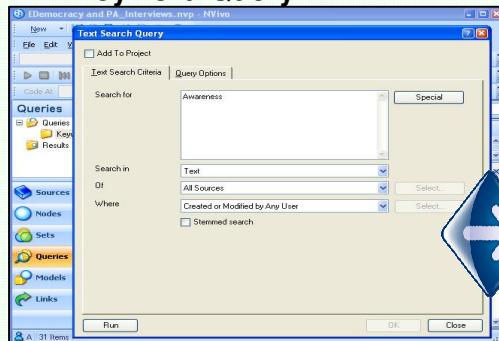 EDemocracy and PA_Interviews.nvp - NVivo
New
Text Search Query
File Edit
Add To Project
Text Search Criteria
Query Options
Code At
Queries
Search for
Awareness
Special
Queries
Results
Search in
Text
Of
All Sources
Select...
Where
Created or Modified by Any User
Select...
Stemmed search
Sources
Nodes
Sets
Queries
Models
Links
Run
OK
Close
A 31 Items